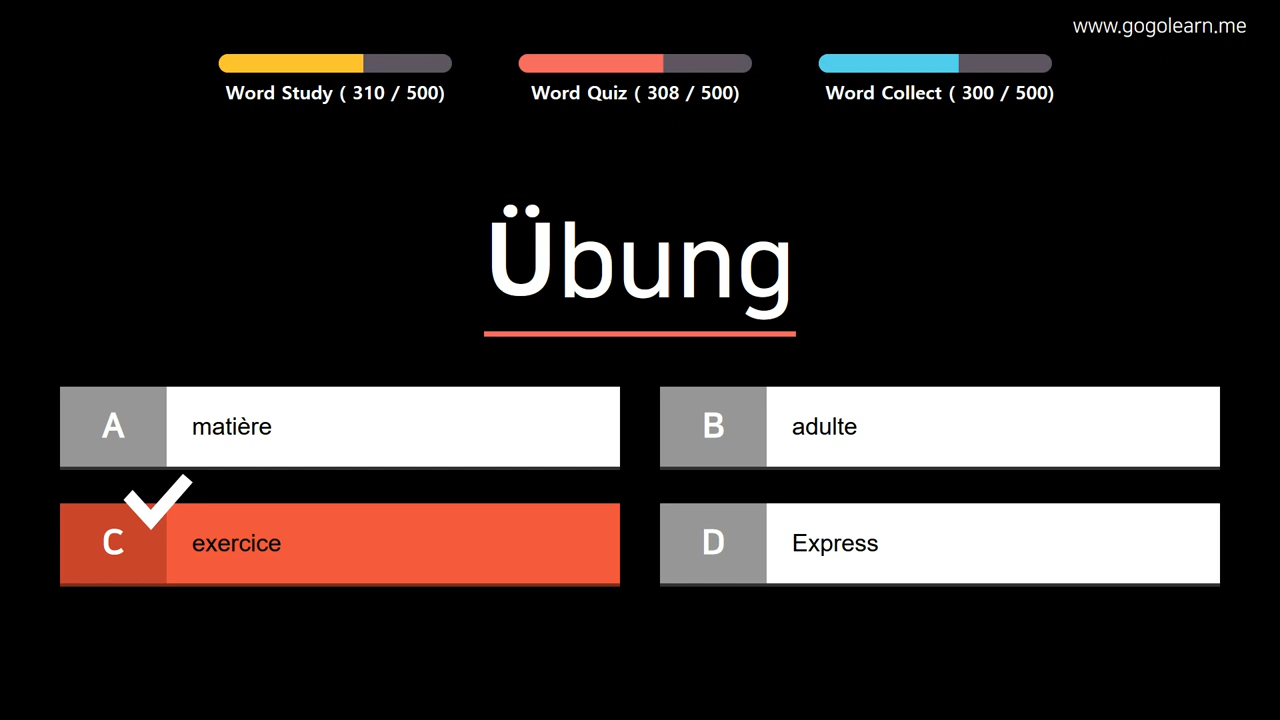 www.gogolearn.me
Word Study ( 310 / 500)
Word Quiz ( 308 / 500)
Word Collect ( 300 / 500)
Übung
A matière
B adulte
C exercice
D Express